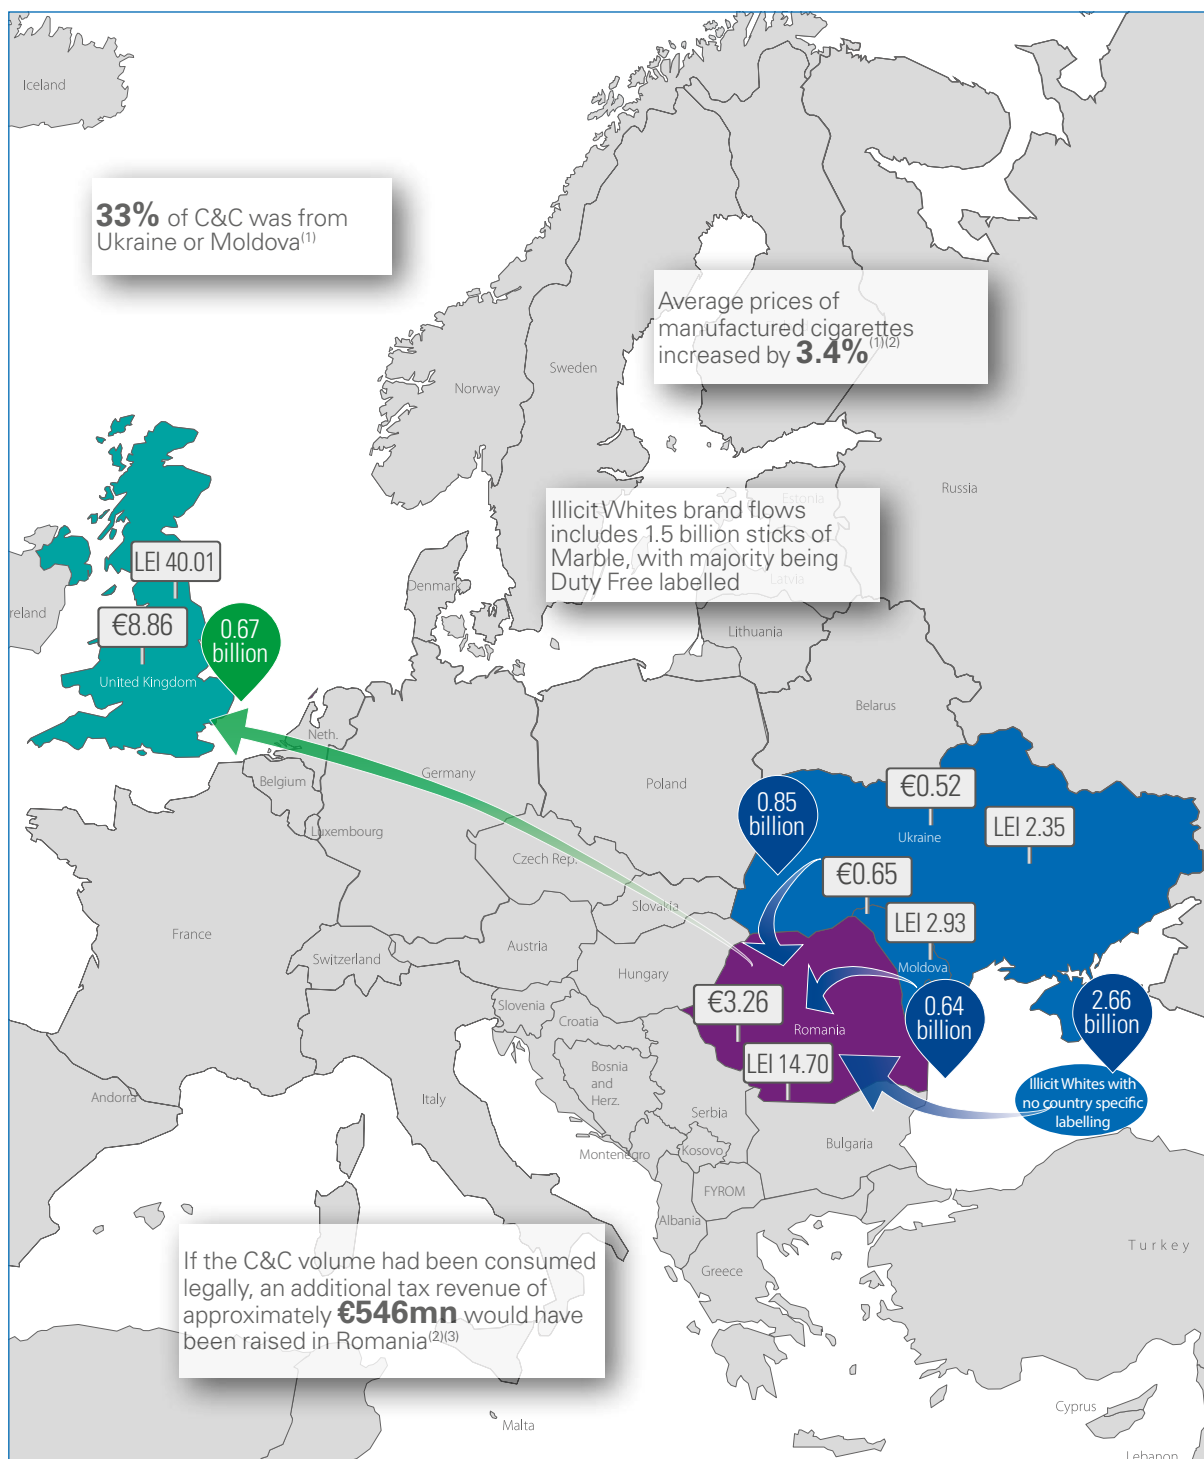 Iceland
33% of C&C was from
Ukraine or Moldova(1)
Average prices of
manufactured cigarettes
increased by 3.4%(1)(2)
Sweden
Norway
Illicit Whites brand flows
includes 1.5 billion sticks of
Marble, with majority being
Duty Free labelled
Estonia
Latvia
Russia
LEI 40.01
Denmark
Ireland
€8.86
0.67
billion
Lithuania
United Kingdom
Belarus
Neth.
Belgium
Germany
Poland
€0.52
0.85
billion
LEI 2.35
Ukraine
Luxembourg
Czech Rep.
€0.65
Slovakia
LEI 2.93
France
Austria
Switzerland
Hungary
Moldova
Slovenia
€3.26
0.64
billion
2.66
billion
Croatia
Romania
LEI 14.70
Bosnia
and
Herz.
Illicit Whites with
no country specific
labelling
Andorra
Italy
Serbia
Bulgaria
Montenegro
Kosovo
FYROM
Albania
Turkey
If the C&C volume had been consumed
legally, an additional tax revenue of
approximately €546mn would have
been raised in Romania(2)(3)
Greece
Malta
Cyprus
Lebanon